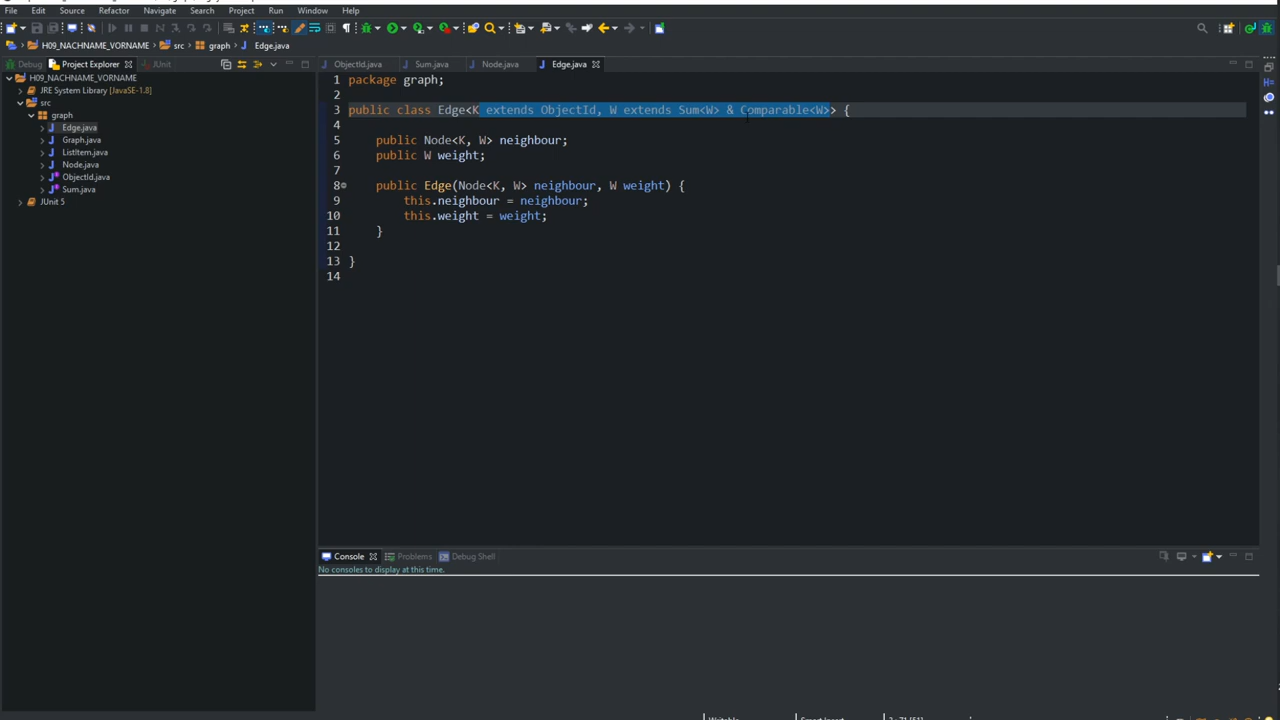 File Edit Source Refactor Navigate Search Project Run Window Help
H09_NACHNAME_VORNAME src graph Edge.java
Debug Project Explorer JUnit
H09_NACHNAME_VORNAME
JRE System Library [JavaSE-1.8]
src
graph
Edge.java
Graph.java
ListItem.java
Node.java
ObjectId.java
Sum.java
JUnit 5
ObjectId.java Sum.java Node.java Edge.java
1 package graph;
2
3 public class Edge<K extends ObjectId, W extends Sum<W> & Comparable<W>> {
4
5 public Node<K, W> neighbour;
6 public W weight;
7
8 public Edge(Node<K, W> neighbour, W weight) {
9 this.neighbour = neighbour;
10 this.weight = weight;
11 }
12
13 }
14
Console Problems Debug Shell
No consoles to display at this time.